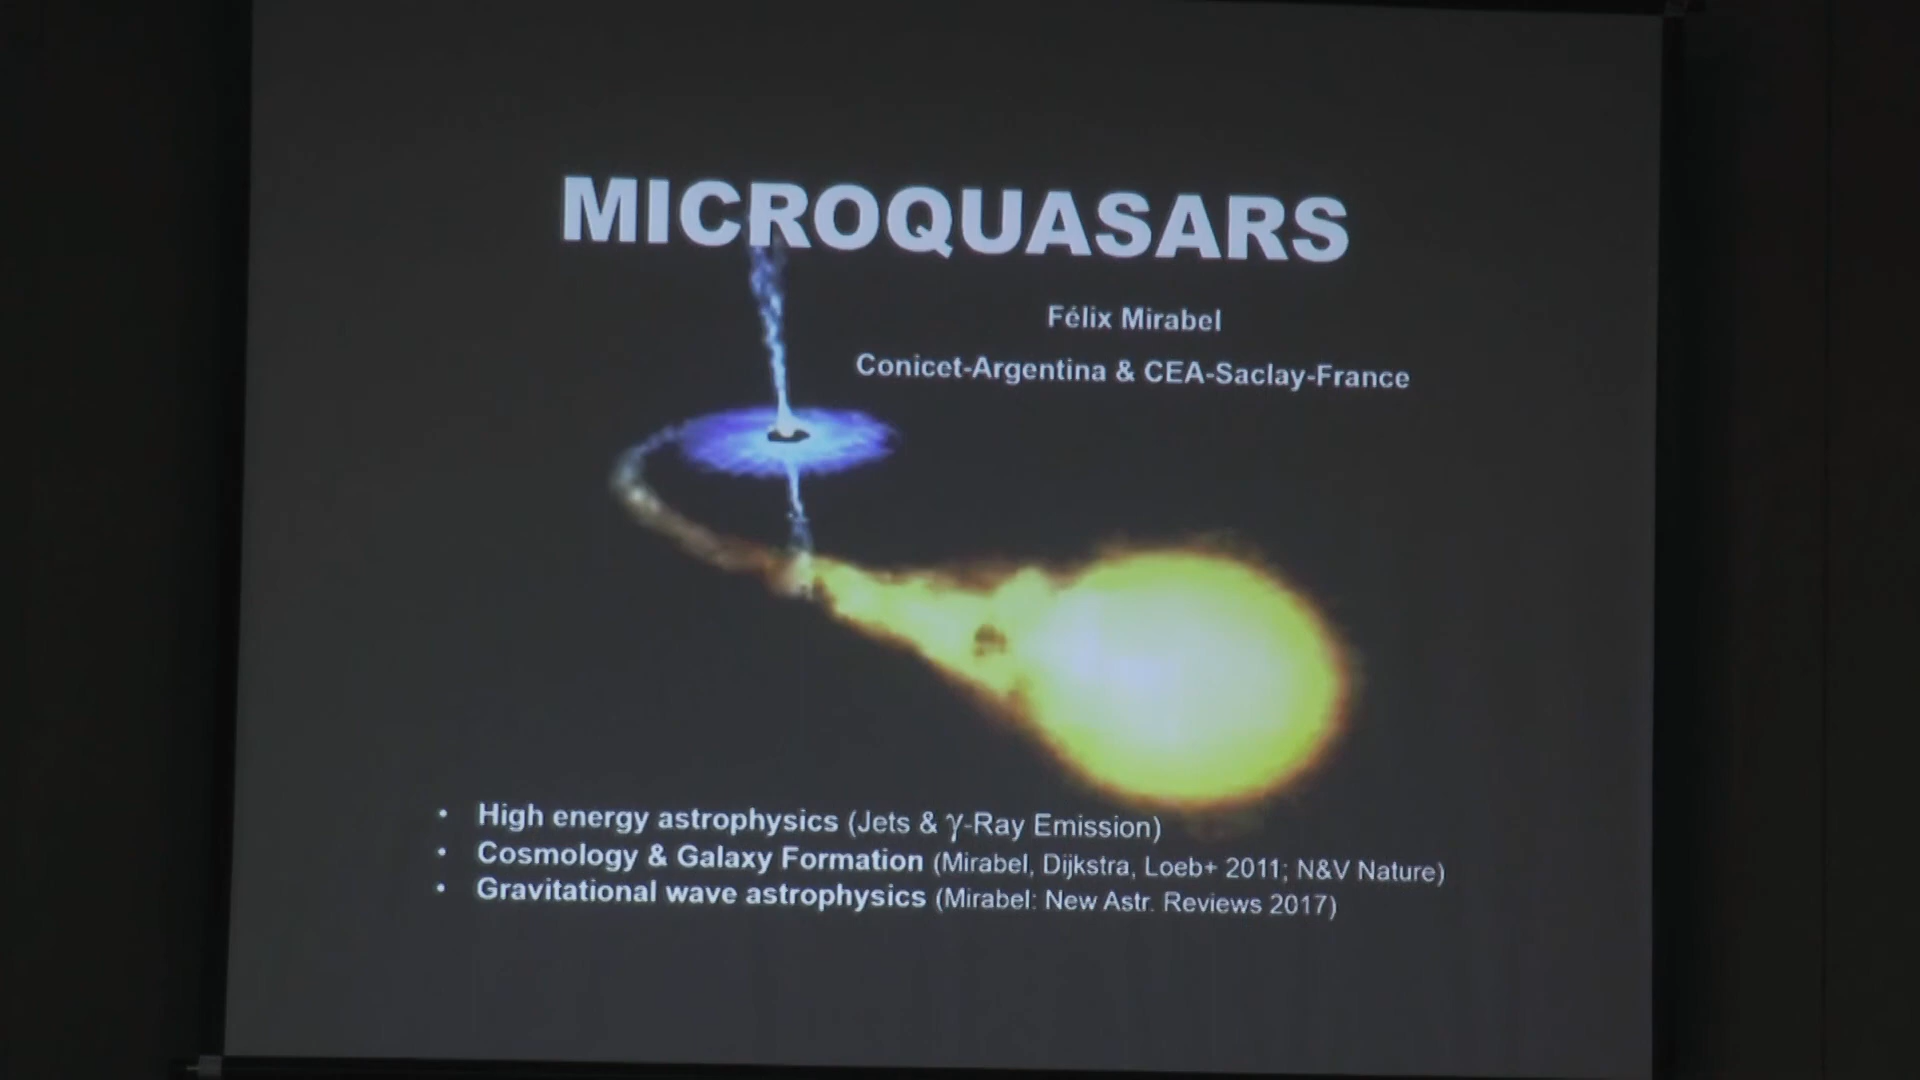 MICROQUASARS
Félix Mirabel
Conicet-Argentina & CEA-Saclay-France
• High energy astrophysics (Jets & γ-Ray Emission)
• Cosmology & Galaxy Formation (Mirabel, Dijkstra, Loeb+ 2011; N&V Nature)
• Gravitational wave astrophysics (Mirabel: New Astr. Reviews 2017)